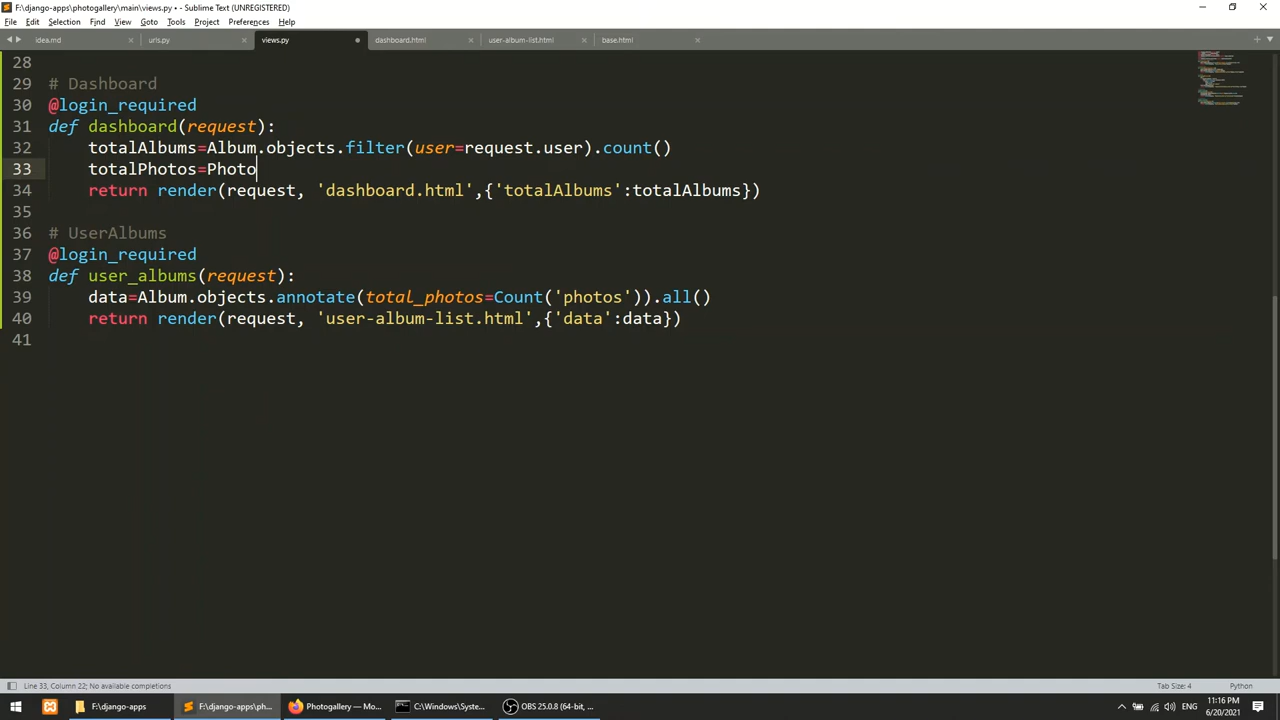 F:\django-apps\photogallery\main\views.py • - Sublime Text (UNREGISTERED)
File Edit Selection Find View Goto Tools Project Preferences Help
idea.md urls.py views.py dashboard.html user-album-list.html base.html
28
29 # Dashboard
30 @login_required
31 def dashboard(request):
32 totalAlbums=Album.objects.filter(user=request.user).count()
33 totalPhotos=Photo
34 return render(request, 'dashboard.html',{'totalAlbums':totalAlbums})
35
36 # UserAlbums
37 @login_required
38 def user_albums(request):
39 data=Album.objects.annotate(total_photos=Count('photos')).all()
40 return render(request, 'user-album-list.html',{'data':data})
41
Line 33, Column 22; No available completions Tab Size: 4 Python
F:\django-apps F:\django-apps\ph... Photogallery — Mo... C:\Windows\Syste... OBS 25.0.8 (64-bit, ... ENG 11:16 PM
6/20/2021